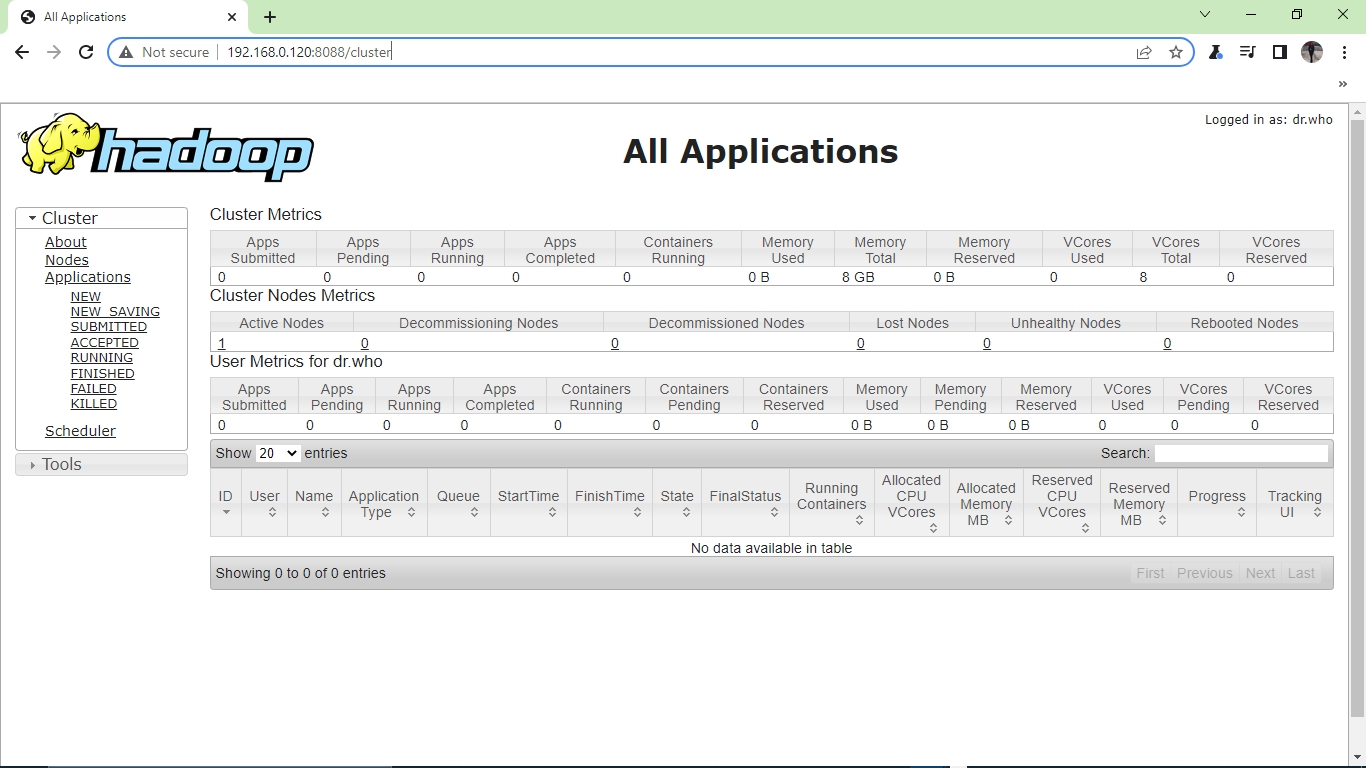 All Applications
Not secure 192.168.0.120:8088/cluster
»
Logged in as: dr.who
hadoop
All Applications
Cluster
About
Nodes
Applications
NEW
NEW_SAVING
SUBMITTED
ACCEPTED
RUNNING
FINISHED
FAILED
KILLED
Scheduler
Tools
Cluster Metrics
Apps Submitted Apps Pending Apps Running Apps Completed Containers Running Memory Used Memory Total Memory Reserved VCores Used VCores Total VCores Reserved
0 0 0 0 0 0 B 8 GB 0 B 0 8 0
Cluster Nodes Metrics
Active Nodes Decommissioning Nodes Decommissioned Nodes Lost Nodes Unhealthy Nodes Rebooted Nodes
1 0 0 0 0 0
User Metrics for dr.who
Apps Submitted Apps Pending Apps Running Apps Completed Containers Running Containers Pending Containers Reserved Memory Used Memory Pending Memory Reserved VCores Used VCores Pending VCores Reserved
0 0 0 0 0 0 0 0 B 0 B 0 B 0 0 0
Show 20 entries Search:
ID User Name Application Type Queue StartTime FinishTime State FinalStatus Running Containers Allocated CPU VCores Allocated Memory MB Reserved CPU VCores Reserved Memory MB Progress Tracking UI
No data available in table
Showing 0 to 0 of 0 entries First Previous Next Last